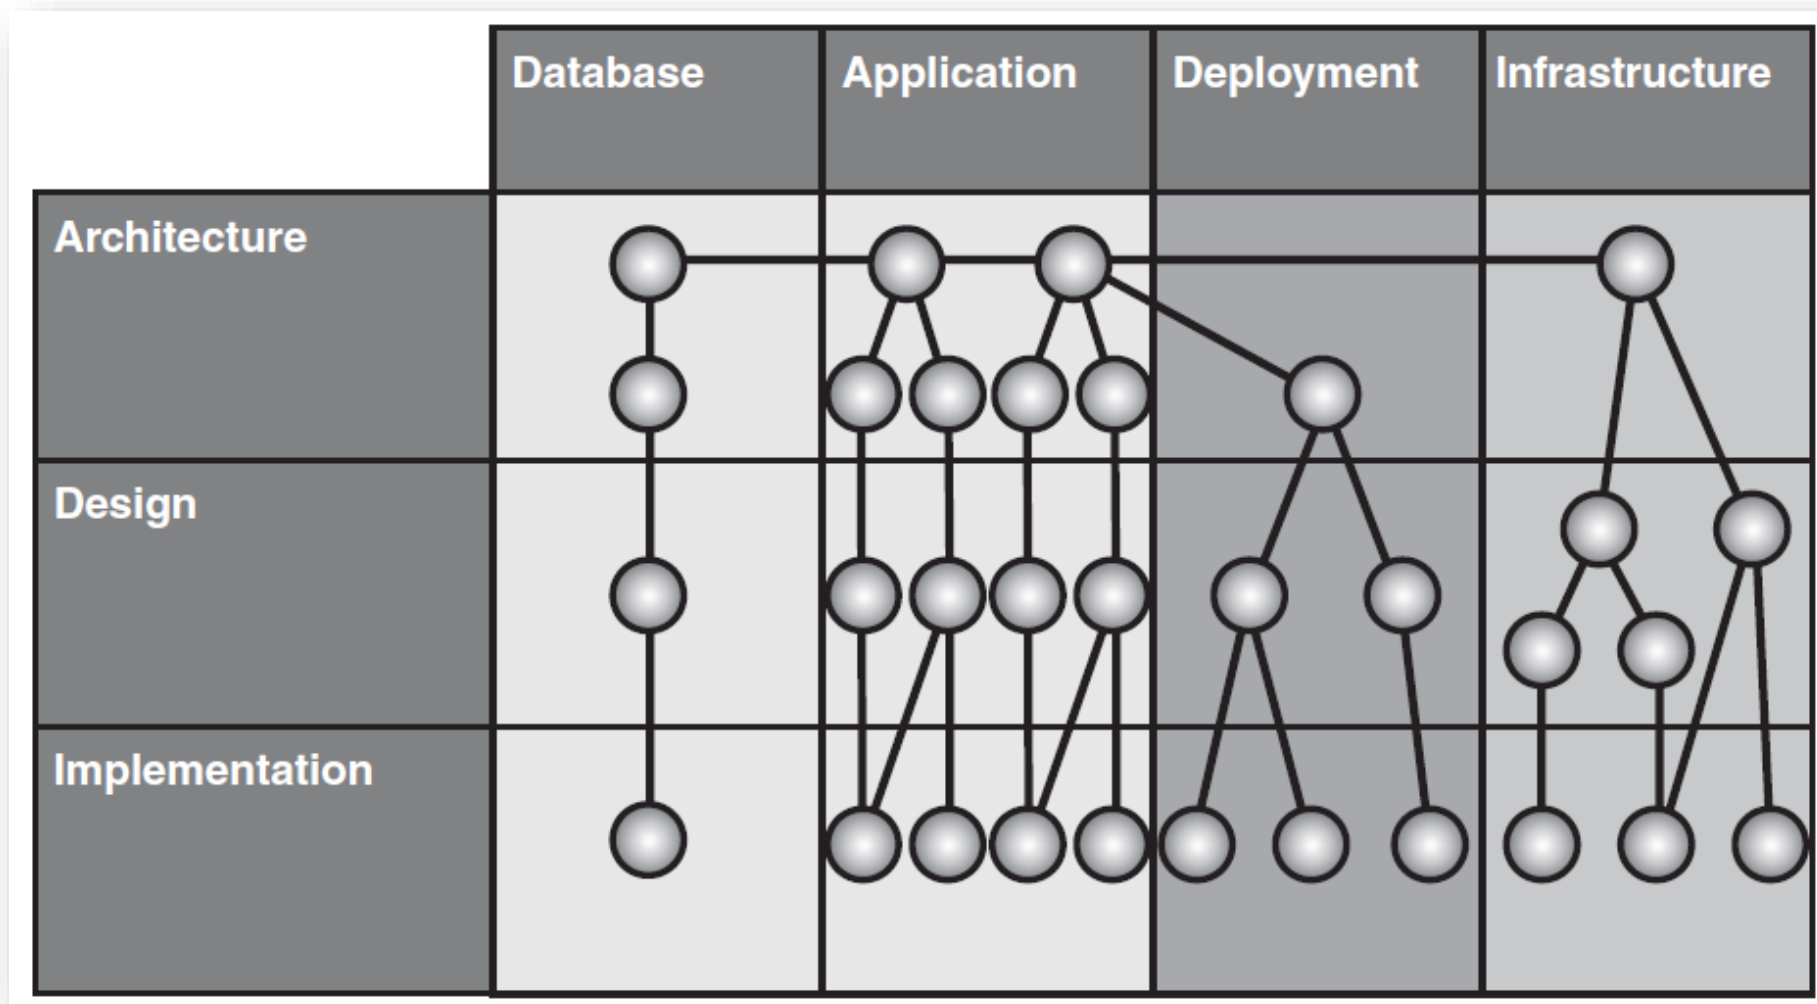 Database
Application
Deployment
Infrastructure
Architecture
Design
Implementation